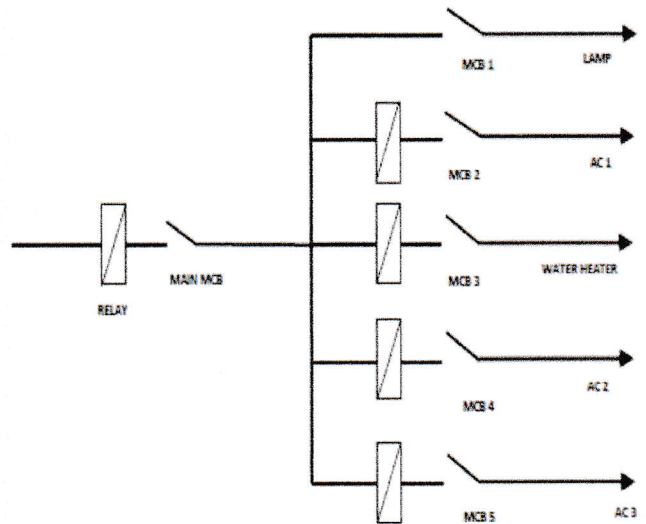 MCB 1
LAMP
MCB 2
AC 1
RELAY
MAIN MCB
MCB 3
WATER HEATER
MCB 4
AC 2
MCB 5
AC 3